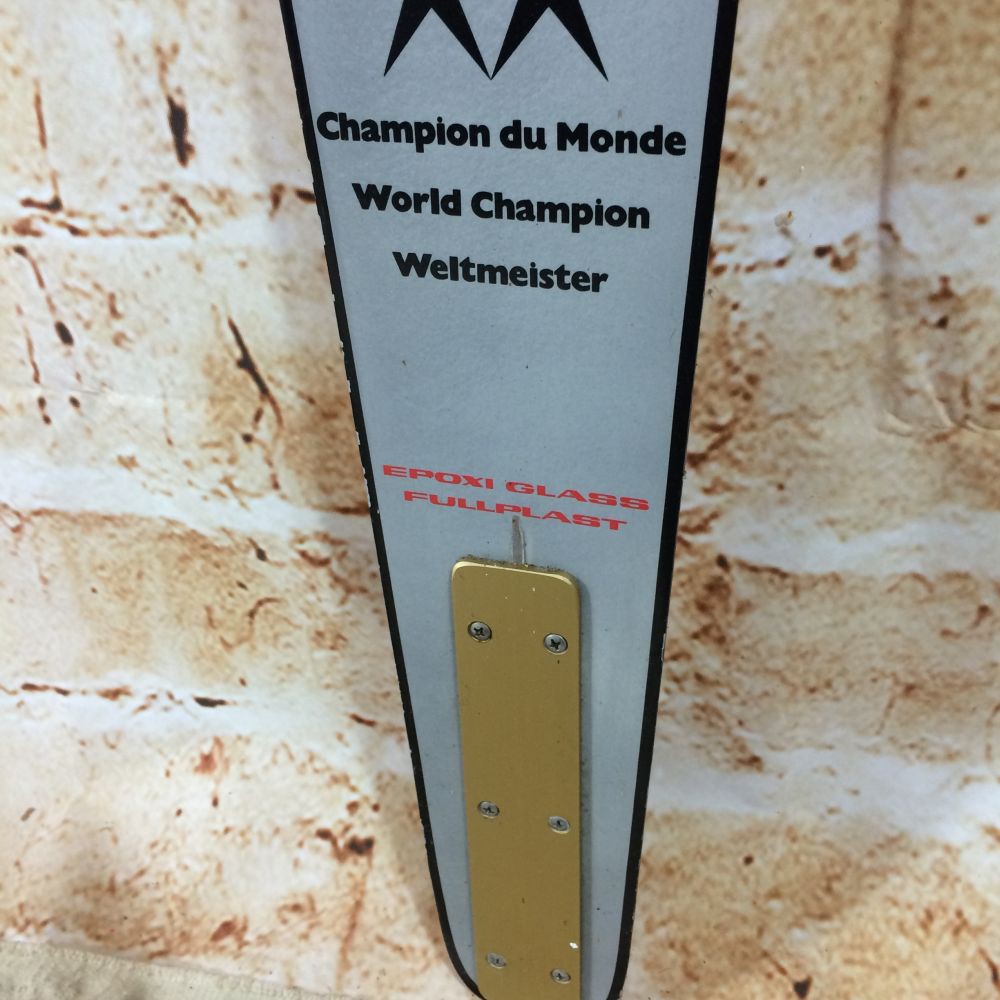 Champion du Monde
World Champion
Weltmeister
EPOXI GLASS
FULLPLAST